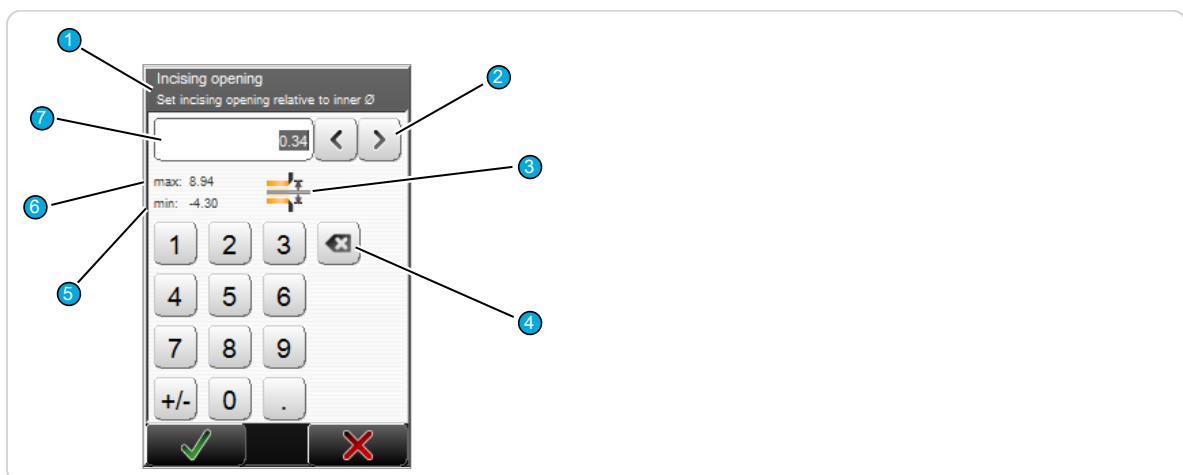 1
Incising opening
Set incising opening relative to inner Ø
2
7
0.34
3
max: 8.94
6
min: -4.30
1 2 3
5
4 5 6
4
7 8 9
+/- 0 .